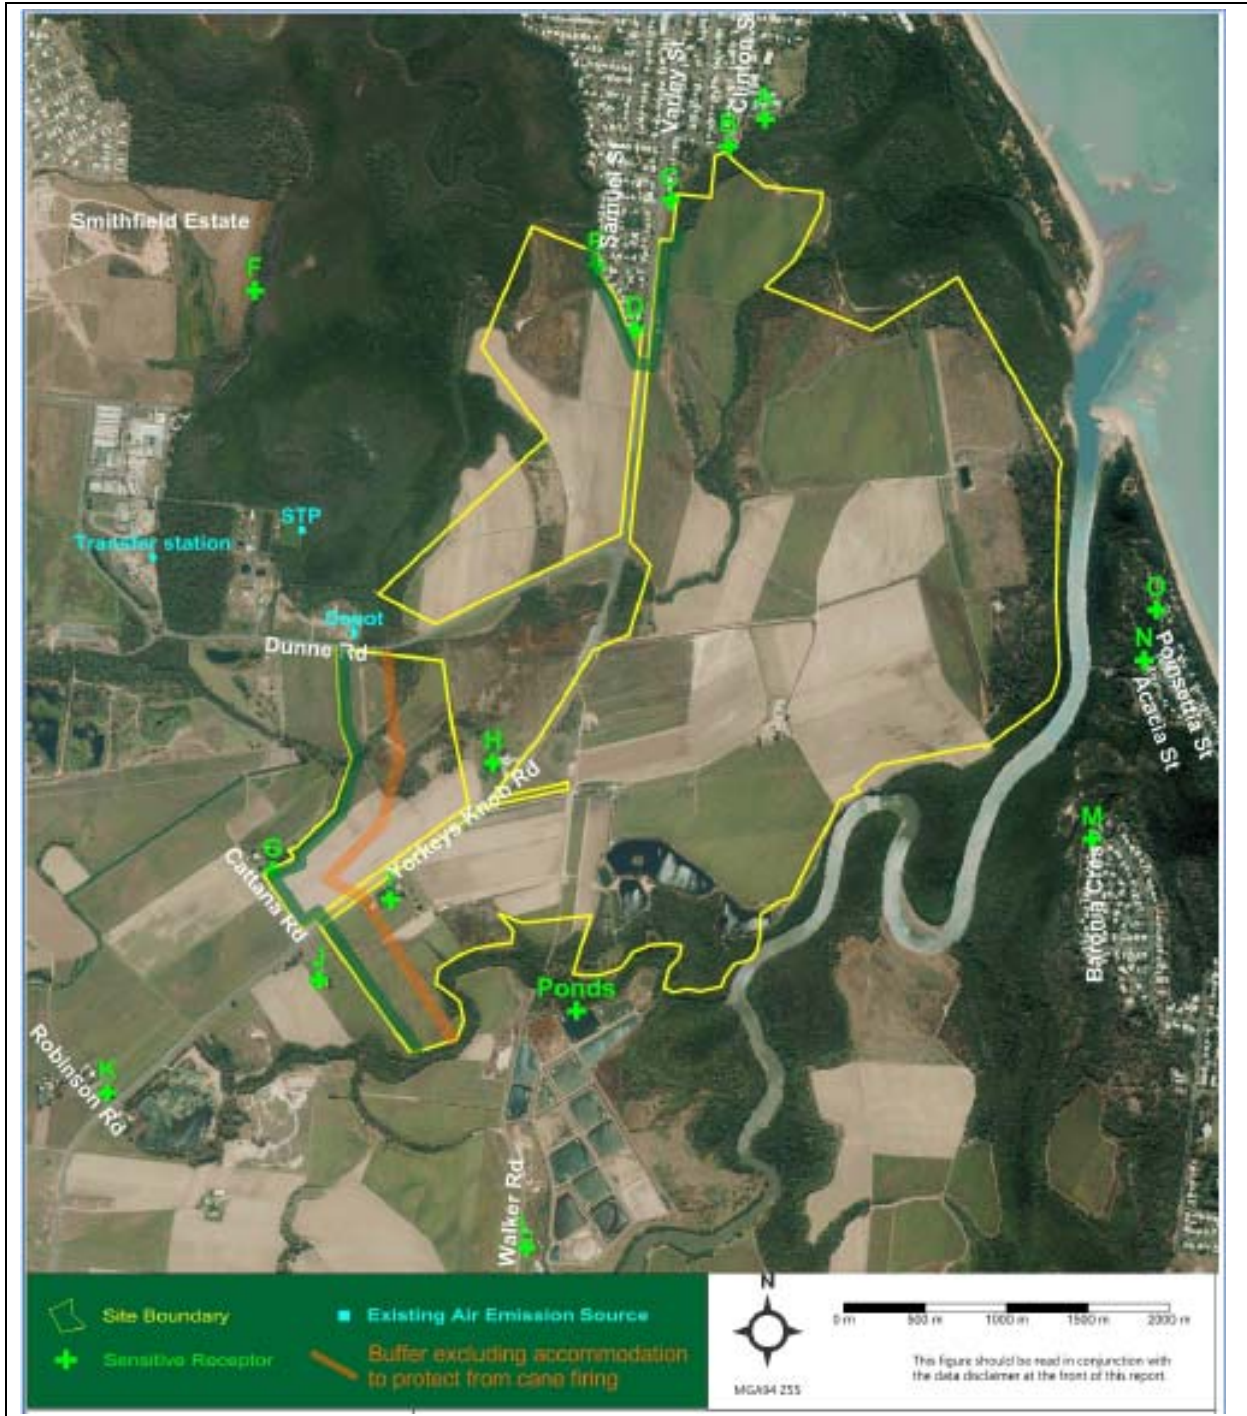 Samuel St
Varley St
Clinton St
A
B
C
D
Smithfield Estate
F
STP
Transfer station
Depot
Dunne Rd
H
Yorkeys Knob Rd
G
Cattana Rd
J
K
Robinson Rd
Ponds
Walker Rd
O
N
Poinsettia St
Acacia St
M
Bardia Cres
Site Boundary
Sensitive Receptor
Existing Air Emission Source
Buffer excluding accommodation
to protect from cane firing
N
MGA94 Z55
0 m
500 m
1000 m
1500 m
2000 m
This figure should be read in conjunction with
the data disclaimer at the front of this report.